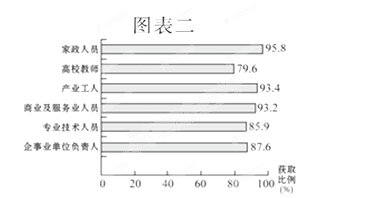 图表二
家政人员 95.8
高校教师 79.6
产业工人 93.4
商业及服务业人员 93.2
专业技术人员 85.9
企事业单位负责人 87.6
0 20 40 60 80 100 获取比例(%)